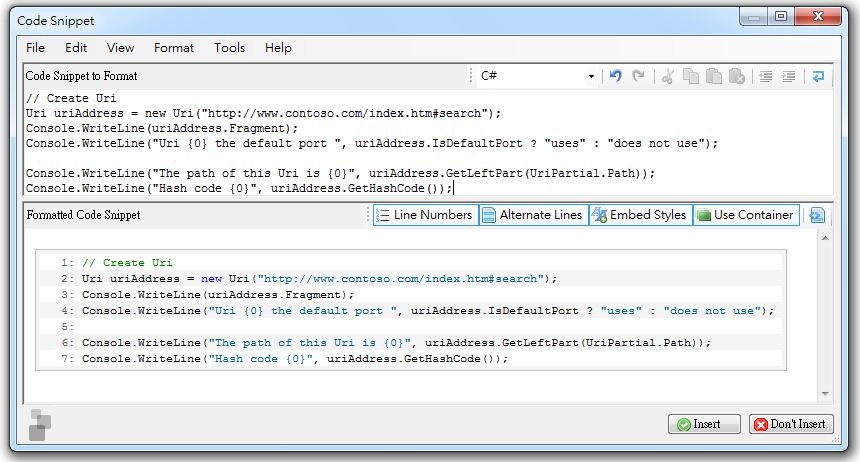 Code Snippet
File Edit View Format Tools Help
Code Snippet to Format C#
// Create Uri
Uri uriAddress = new Uri("http://www.contoso.com/index.htm#search");
Console.WriteLine(uriAddress.Fragment);
Console.WriteLine("Uri {0} the default port ", uriAddress.IsDefaultPort ? "uses" : "does not use");
Console.WriteLine("The path of this Uri is {0}", uriAddress.GetLeftPart(UriPartial.Path));
Console.WriteLine("Hash code {0}", uriAddress.GetHashCode());
Formatted Code Snippet Line Numbers Alternate Lines Embed Styles Use Container
1: // Create Uri
2: Uri uriAddress = new Uri("http://www.contoso.com/index.htm#search");
3: Console.WriteLine(uriAddress.Fragment);
4: Console.WriteLine("Uri {0} the default port ", uriAddress.IsDefaultPort ? "uses" : "does not use");
5:
6: Console.WriteLine("The path of this Uri is {0}", uriAddress.GetLeftPart(UriPartial.Path));
7: Console.WriteLine("Hash code {0}", uriAddress.GetHashCode());
Insert Don't Insert